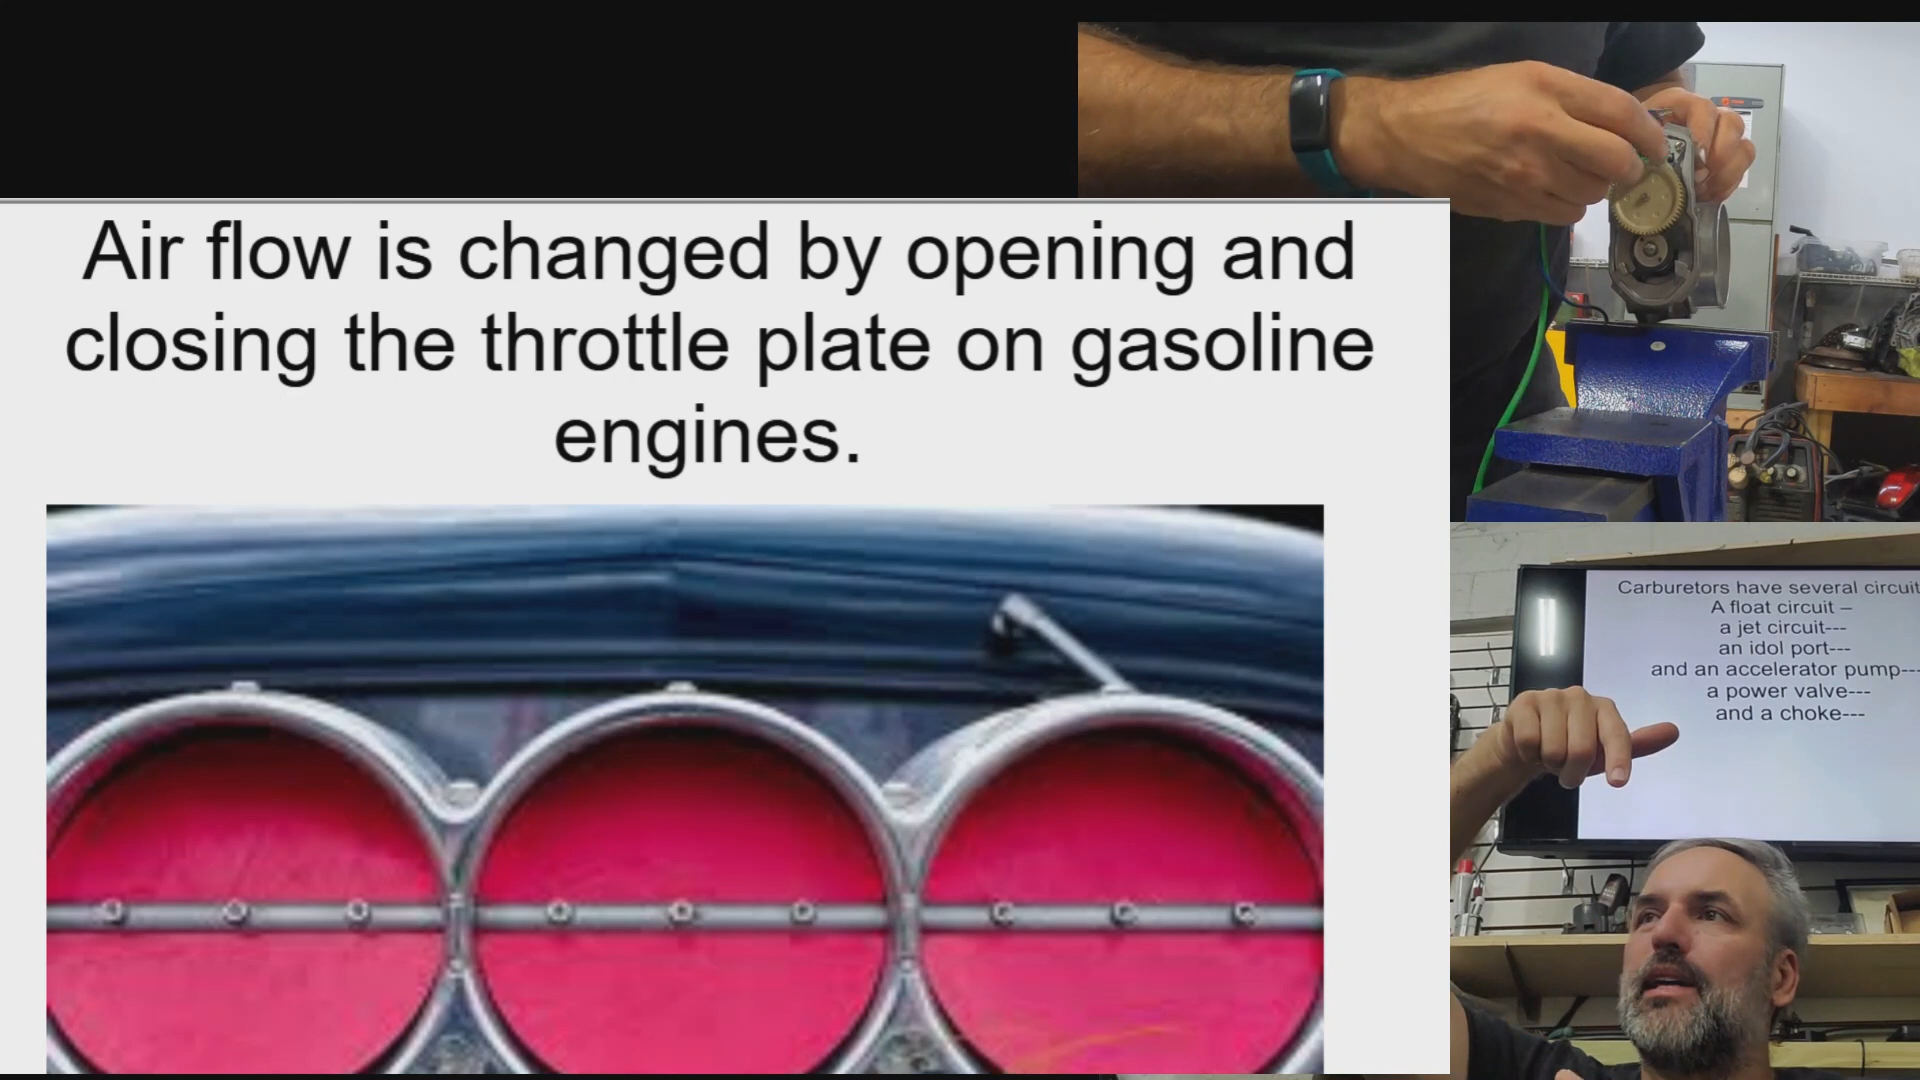 Air flow is changed by opening and
closing the throttle plate on gasoline
engines.
Carburetors have several circuit
A float circuit –
a jet circuit---
an idol port---
and an accelerator pump---
a power valve---
and a choke---